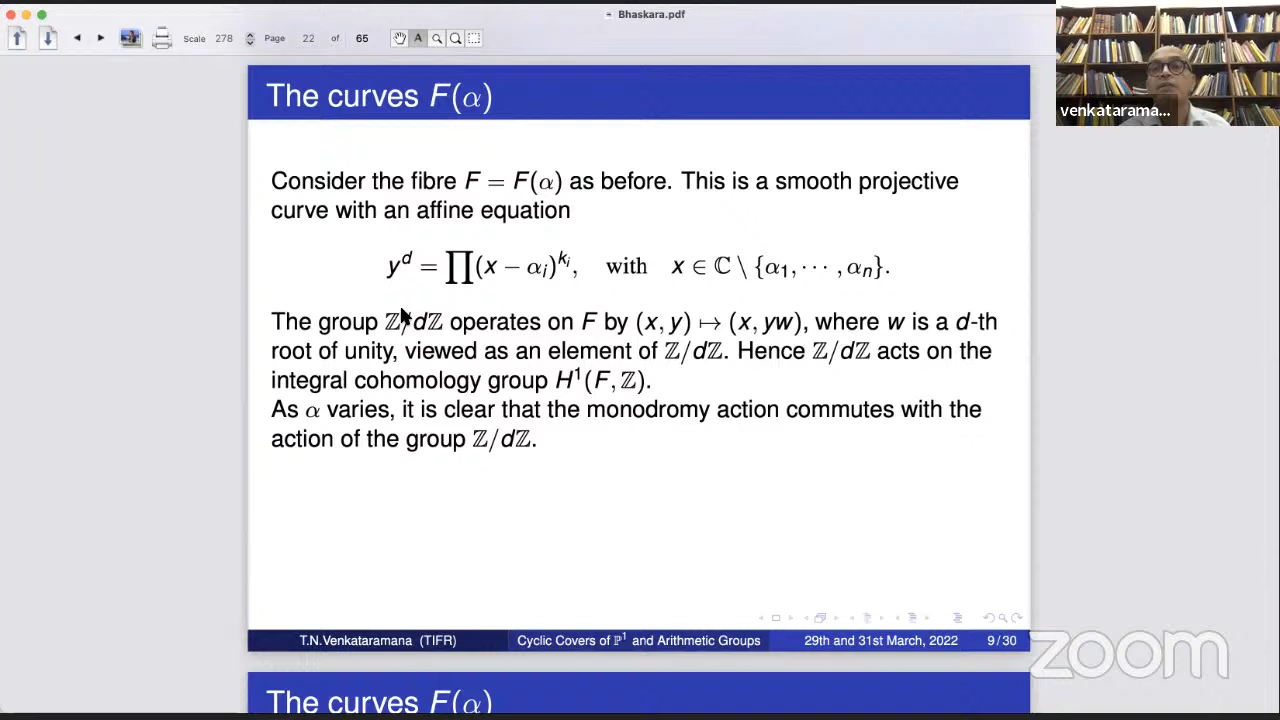 Bhaskara.pdf
Scale 278 Page 22 of 65
A
venkatarama...
The curves F(α)
Consider the fibre F = F(α) as before. This is a smooth projective
curve with an affine equation
y^d = ∏(x − α_i)^{k_i}, with x ∈ ℂ \ {α_1, ⋯ , α_n}.
The group ℤ/dℤ operates on F by (x, y) ↦ (x, yw), where w is a d-th
root of unity, viewed as an element of ℤ/dℤ. Hence ℤ/dℤ acts on the
integral cohomology group H^1(F, ℤ).
As α varies, it is clear that the monodromy action commutes with the
action of the group ℤ/dℤ.
T.N.Venkataramana (TIFR) Cyclic Covers of ℙ^1 and Arithmetic Groups 29th and 31st March, 2022 9 / 30
zoom
The curves F(α)